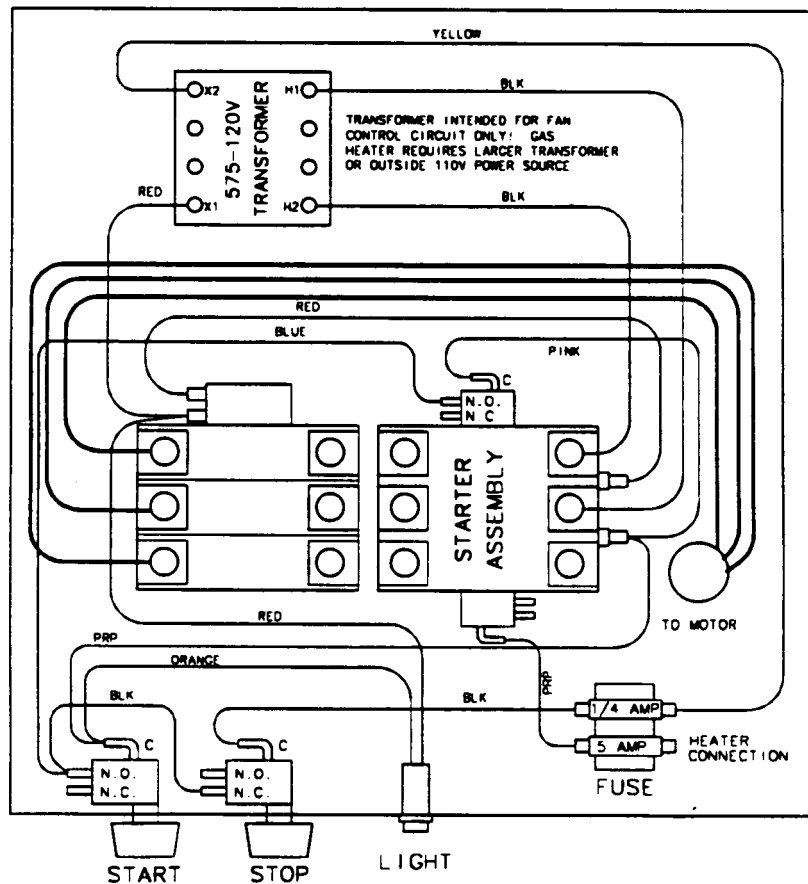 YELLOW
X2
H1
BLK
575-120V
TRANSFORMER
TRANSFORMER INTENDED FOR FAN
CONTROL CIRCUIT ONLY! GAS
HEATER REQUIRES LARGER TRANSFORMER
OR OUTSIDE 110V POWER SOURCE
RED
X1
H2
BLK
RED
BLUE
PINK
C
N.O.
N C
STARTER
ASSEMBLY
TO MOTOR
RED
PRP
ORANGE
BLK
BLK
PRP
1/4 AMP
5 AMP
HEATER
CONNECTION
FUSE
C
N.O.
N.C.
C
N.O.
N.C.
START
STOP
LIGHT